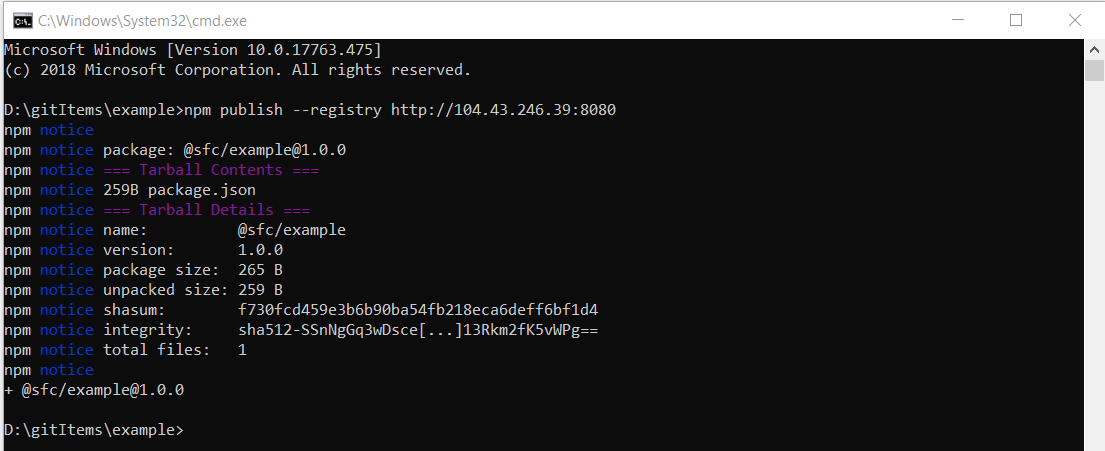 C:\Windows\System32\cmd.exe
Microsoft Windows [Version 10.0.17763.475]
(c) 2018 Microsoft Corporation. All rights reserved.
D:\gitItems\example>npm publish --registry http://104.43.246.39:8080
npm notice
npm notice package: @sfc/example@1.0.0
npm notice === Tarball Contents ===
npm notice 259B package.json
npm notice === Tarball Details ===
npm notice name:          @sfc/example
npm notice version:       1.0.0
npm notice package size:  265 B
npm notice unpacked size: 259 B
npm notice shasum:        f730fcd459e3b6b90ba54fb218eca6deff6bf1d4
npm notice integrity:     sha512-SSnNgGq3wDsce[...]13Rkm2fK5vWPg==
npm notice total files:   1
npm notice
+ @sfc/example@1.0.0
D:\gitItems\example>